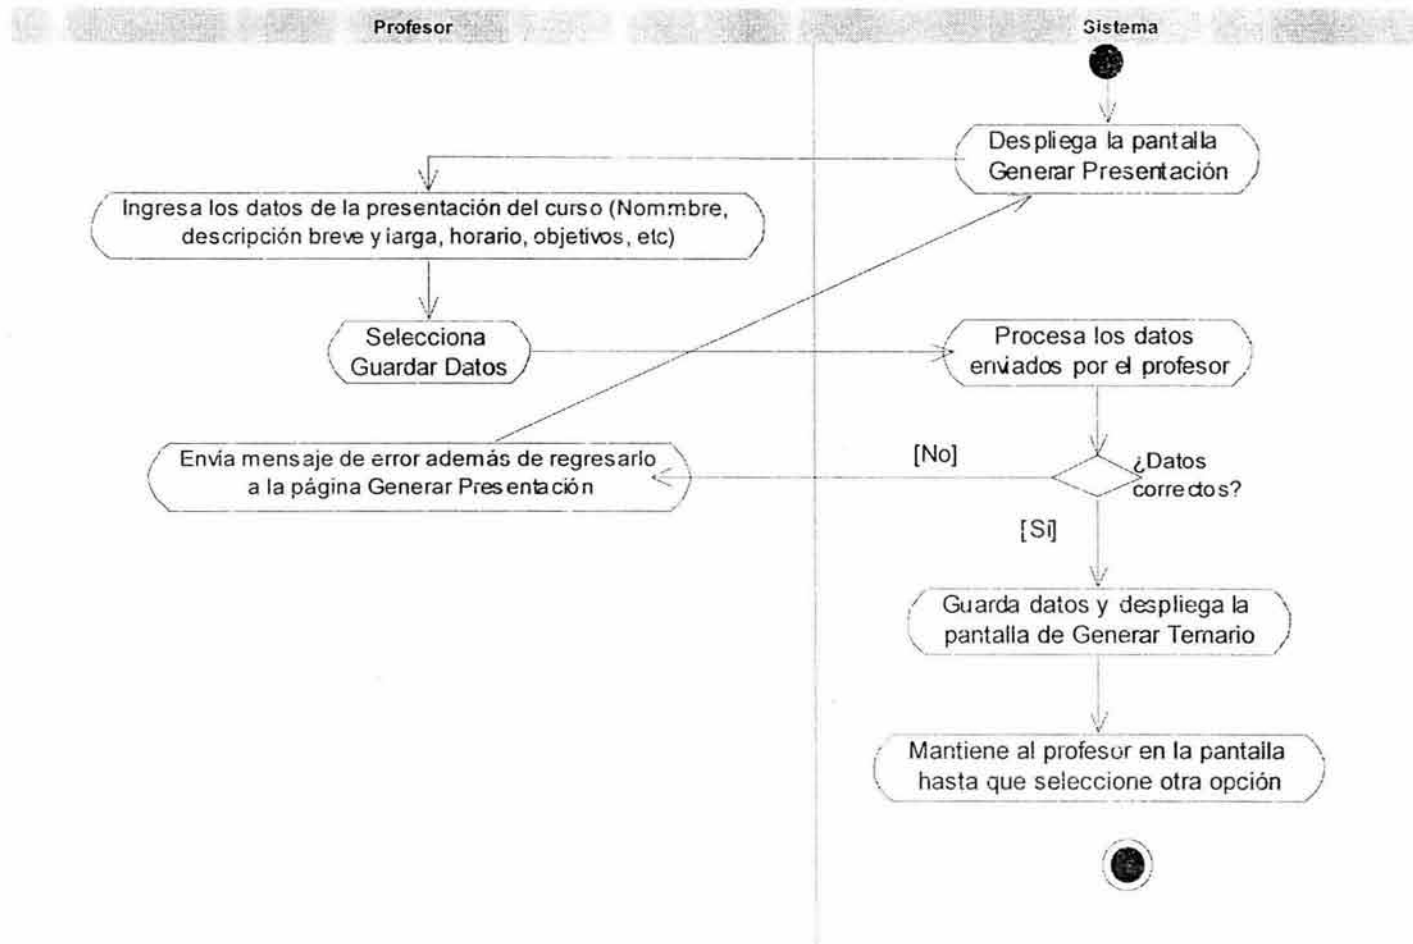 Profesor
Sistema
Despliega la pantalla
Generar Presentación
Ingresa los datos de la presentación del curso (Nommbre,
descripción breve y larga, horario, objetivos, etc)
Selecciona
Guardar Datos
Procesa los datos
enviados por el profesor
Envía mensaje de error además de regresarlo
a la página Generar Presentación
[No]
¿Datos
correctos?
[Sí]
Guarda datos y despliega la
pantalla de Generar Temario
Mantiene al profesor en la pantalla
hasta que seleccione otra opción